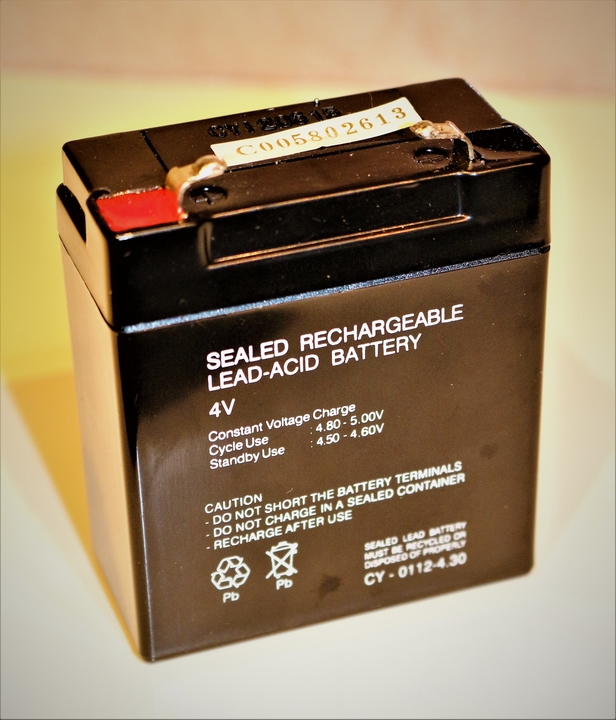 C005802613
SEALED RECHARGEABLE
LEAD-ACID BATTERY
4V
Constant Voltage Charge
Cycle Use : 4.80 - 5.00V
Standby Use : 4.50 - 4.60V
CAUTION
- DO NOT SHORT THE BATTERY TERMINALS
- DO NOT CHARGE IN A SEALED CONTAINER
- RECHARGE AFTER USE
Pb Pb
SEALED LEAD BATTERY
MUST BE RECYCLED OR
DISPOSED OF PROPERLY
CY - 0112-4.30